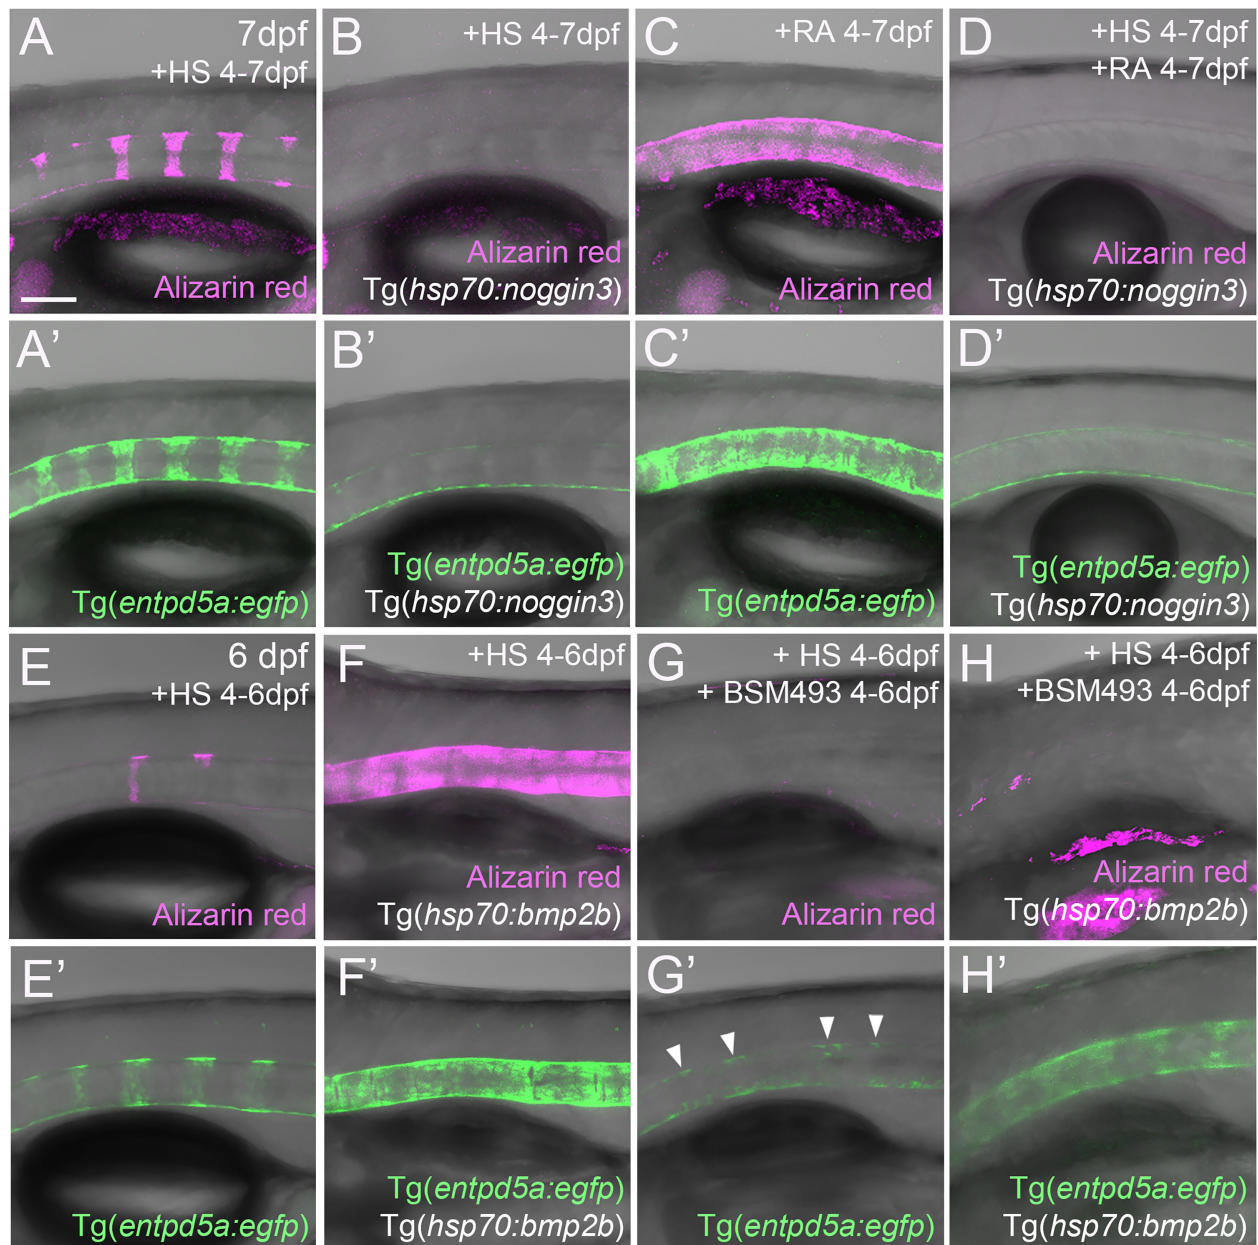 A
7dpf
+HS 4-7dpf
Alizarin red
B
+HS 4-7dpf
Alizarin red
Tg(hsp70:noggin3)
C
+RA 4-7dpf
Alizarin red
D
+HS 4-7dpf
+RA 4-7dpf
Alizarin red
Tg(hsp70:noggin3)
A’
Tg(entpd5a:egfp)
B’
Tg(entpd5a:egfp)
Tg(hsp70:noggin3)
C’
Tg(entpd5a:egfp)
D’
Tg(entpd5a:egfp)
Tg(hsp70:noggin3)
E
6 dpf
+HS 4-6dpf
Alizarin red
F
+HS 4-6dpf
Alizarin red
Tg(hsp70:bmp2b)
G
+ HS 4-6dpf
+ BSM493 4-6dpf
Alizarin red
H
+ HS 4-6dpf
+BSM493 4-6dpf
Alizarin red
Tg(hsp70:bmp2b)
E’
Tg(entpd5a:egfp)
F’
Tg(entpd5a:egfp)
Tg(hsp70:bmp2b)
G’
Tg(entpd5a:egfp)
H’
Tg(entpd5a:egfp)
Tg(hsp70:bmp2b)